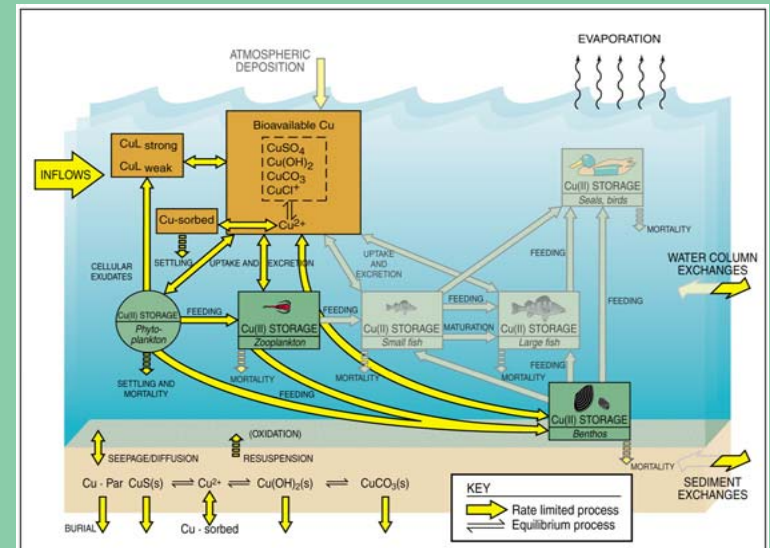 ATMOSPHERIC
DEPOSITION
EVAPORATION
Bioavailable Cu
CuSO₄
Cu(OH)₂
CuCO₃
CuCl⁺
Cu²⁺
CuL strong
CuL weak
INFLOWS
Cu-sorbed
SETTLING
CELLULAR
EXUDATES
UPTAKE AND EXCRETION
UPTAKE
AND
EXCRETION
Cu(II) STORAGE
Seals, birds
MORTALITY
WATER COLUMN
EXCHANGES
FEEDING
FEEDING
Cu(II) STORAGE
Phyto-
plankton
FEEDING
Cu(II) STORAGE
Zooplankton
FEEDING
Cu(II) STORAGE
Small fish
FEEDING
MATURATION
Cu(II) STORAGE
Large fish
SETTLING AND
MORTALITY
MORTALITY
MORTALITY
MORTALITY
FEEDING
FEEDING
Cu(II) STORAGE
Benthos
MORTALITY
SEDIMENT
EXCHANGES
(OXIDATION)
SEEPAGE/DIFFUSION
RESUSPENSION
Cu - Par CuS(s) ⇌ Cu²⁺ ⇌ Cu(OH)₂(s) ⇌ CuCO₃(s)
BURIAL
Cu - sorbed
KEY
Rate limited process
Equilibrium process